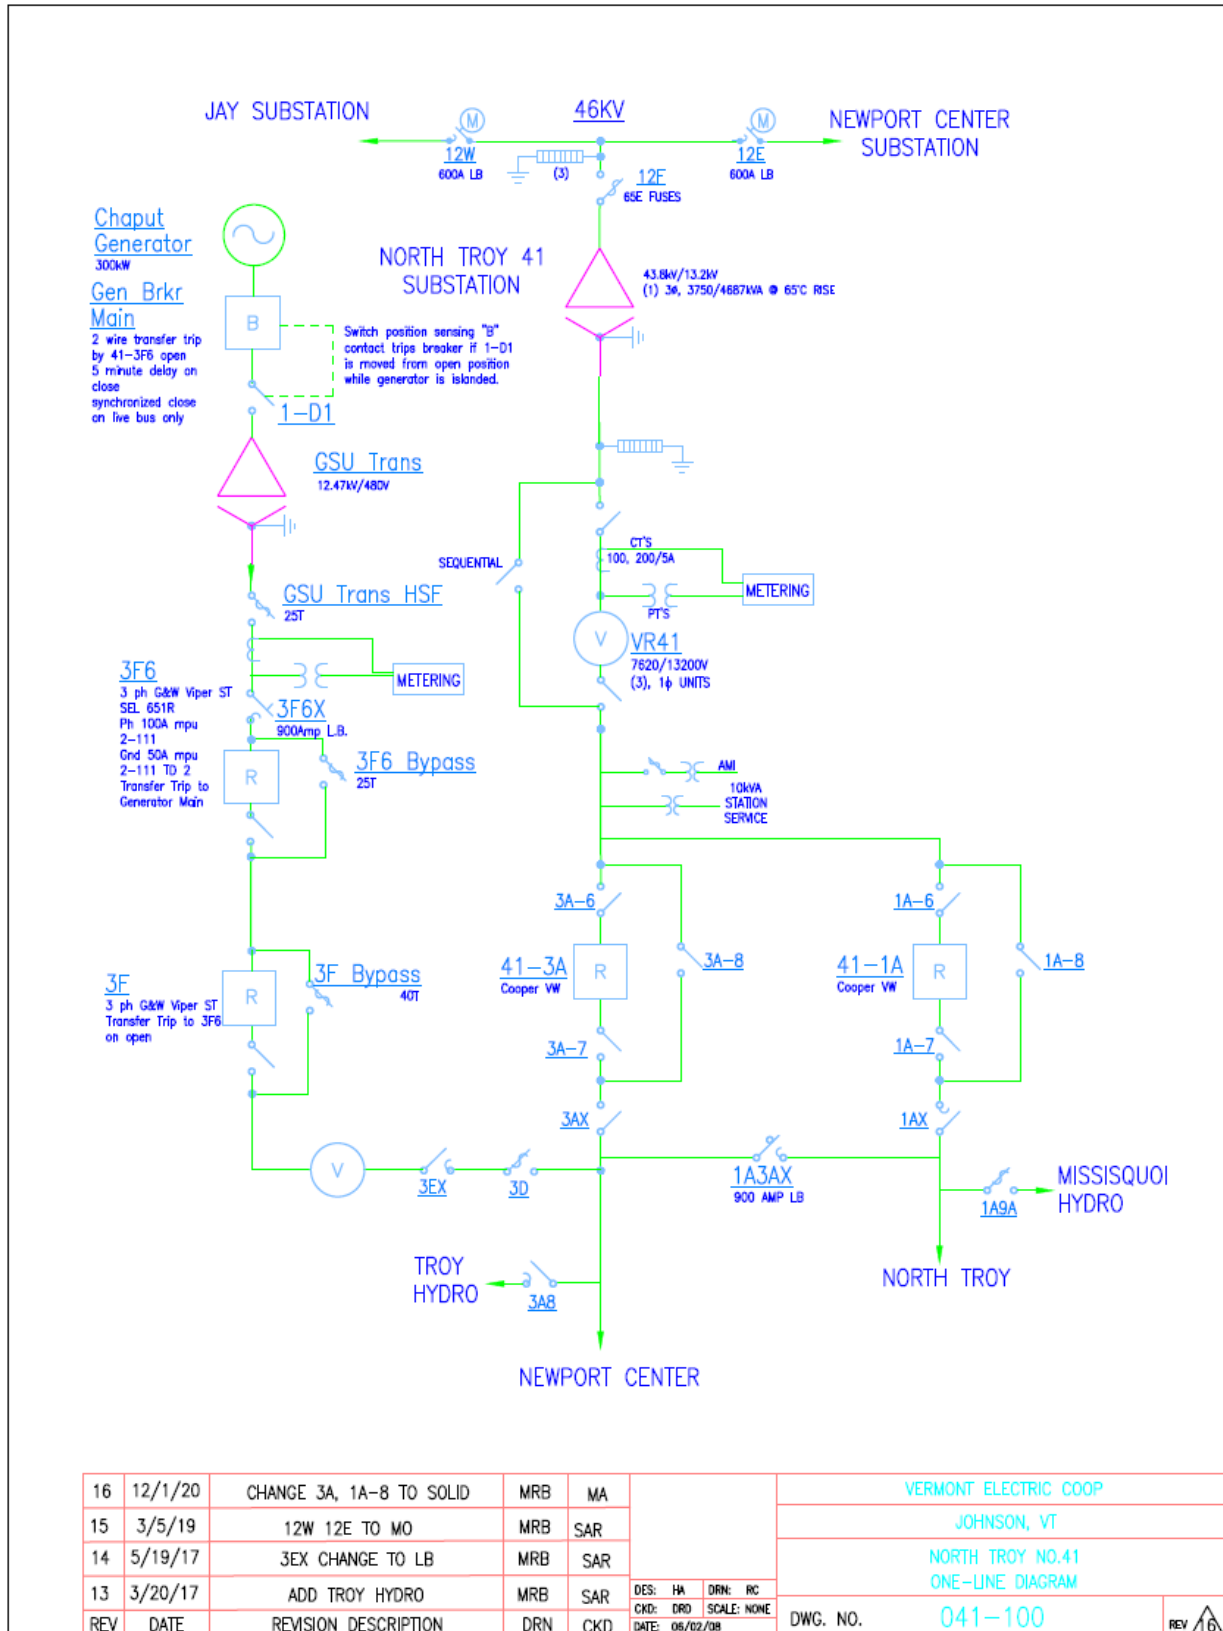 JAY SUBSTATION
46KV
NEWPORT CENTER
SUBSTATION
M
M
12W
600A LB
(3)
12F
65E FUSES
12E
600A LB
Chaput
Generator
300kW
NORTH TROY 41
SUBSTATION
43.8kV/13.2kV
(1) 3ø, 3750/4687kVA @ 65°C RISE
Gen Brkr
Main
2 wire transfer trip
by 41-3F6 open
5 minute delay on
close
synchronized close
on live bus only
B
Switch position sensing "B"
contact trips breaker if 1-D1
is moved from open position
while generator is islanded.
1-D1
GSU Trans
12.47kV/480V
SEQUENTIAL
CT'S
100, 200/5A
METERING
PT'S
GSU Trans HSF
25T
V
VR41
7620/13200V
(3), 1ϕ UNITS
METERING
3F6
3 ph G&W Viper ST
SEL 651R
Ph 100A mpu
2-111
Gnd 50A mpu
2-111 TD 2
Transfer Trip to
Generator Main
3F6X
900Amp L.B.
R
3F6 Bypass
25T
AMI
10kVA
STATION
SERVICE
3A-6
1A-6
41-3A
Cooper VW
R
3A-8
41-1A
Cooper VW
R
1A-8
3F
3 ph G&W Viper ST
Transfer Trip to 3F6
on open
R
3F Bypass
40T
3A-7
1A-7
3AX
1AX
V
3EX
3D
1A3AX
900 AMP LB
1A9A
MISSISQUOI
HYDRO
TROY
HYDRO
3A8
NORTH TROY
NEWPORT CENTER
16 12/1/20 CHANGE 3A, 1A-8 TO SOLID MRB MA
15 3/5/19 12W 12E TO MO MRB SAR
14 5/19/17 3EX CHANGE TO LB MRB SAR
13 3/20/17 ADD TROY HYDRO MRB SAR
REV DATE REVISION DESCRIPTION DRN CKD
DES: HA DRN: RC
CKD: DRD SCALE: NONE
DATE: 06/02/08
VERMONT ELECTRIC COOP
JOHNSON, VT
NORTH TROY NO.41
ONE-LINE DIAGRAM
DWG. NO. 041-100 REV 16